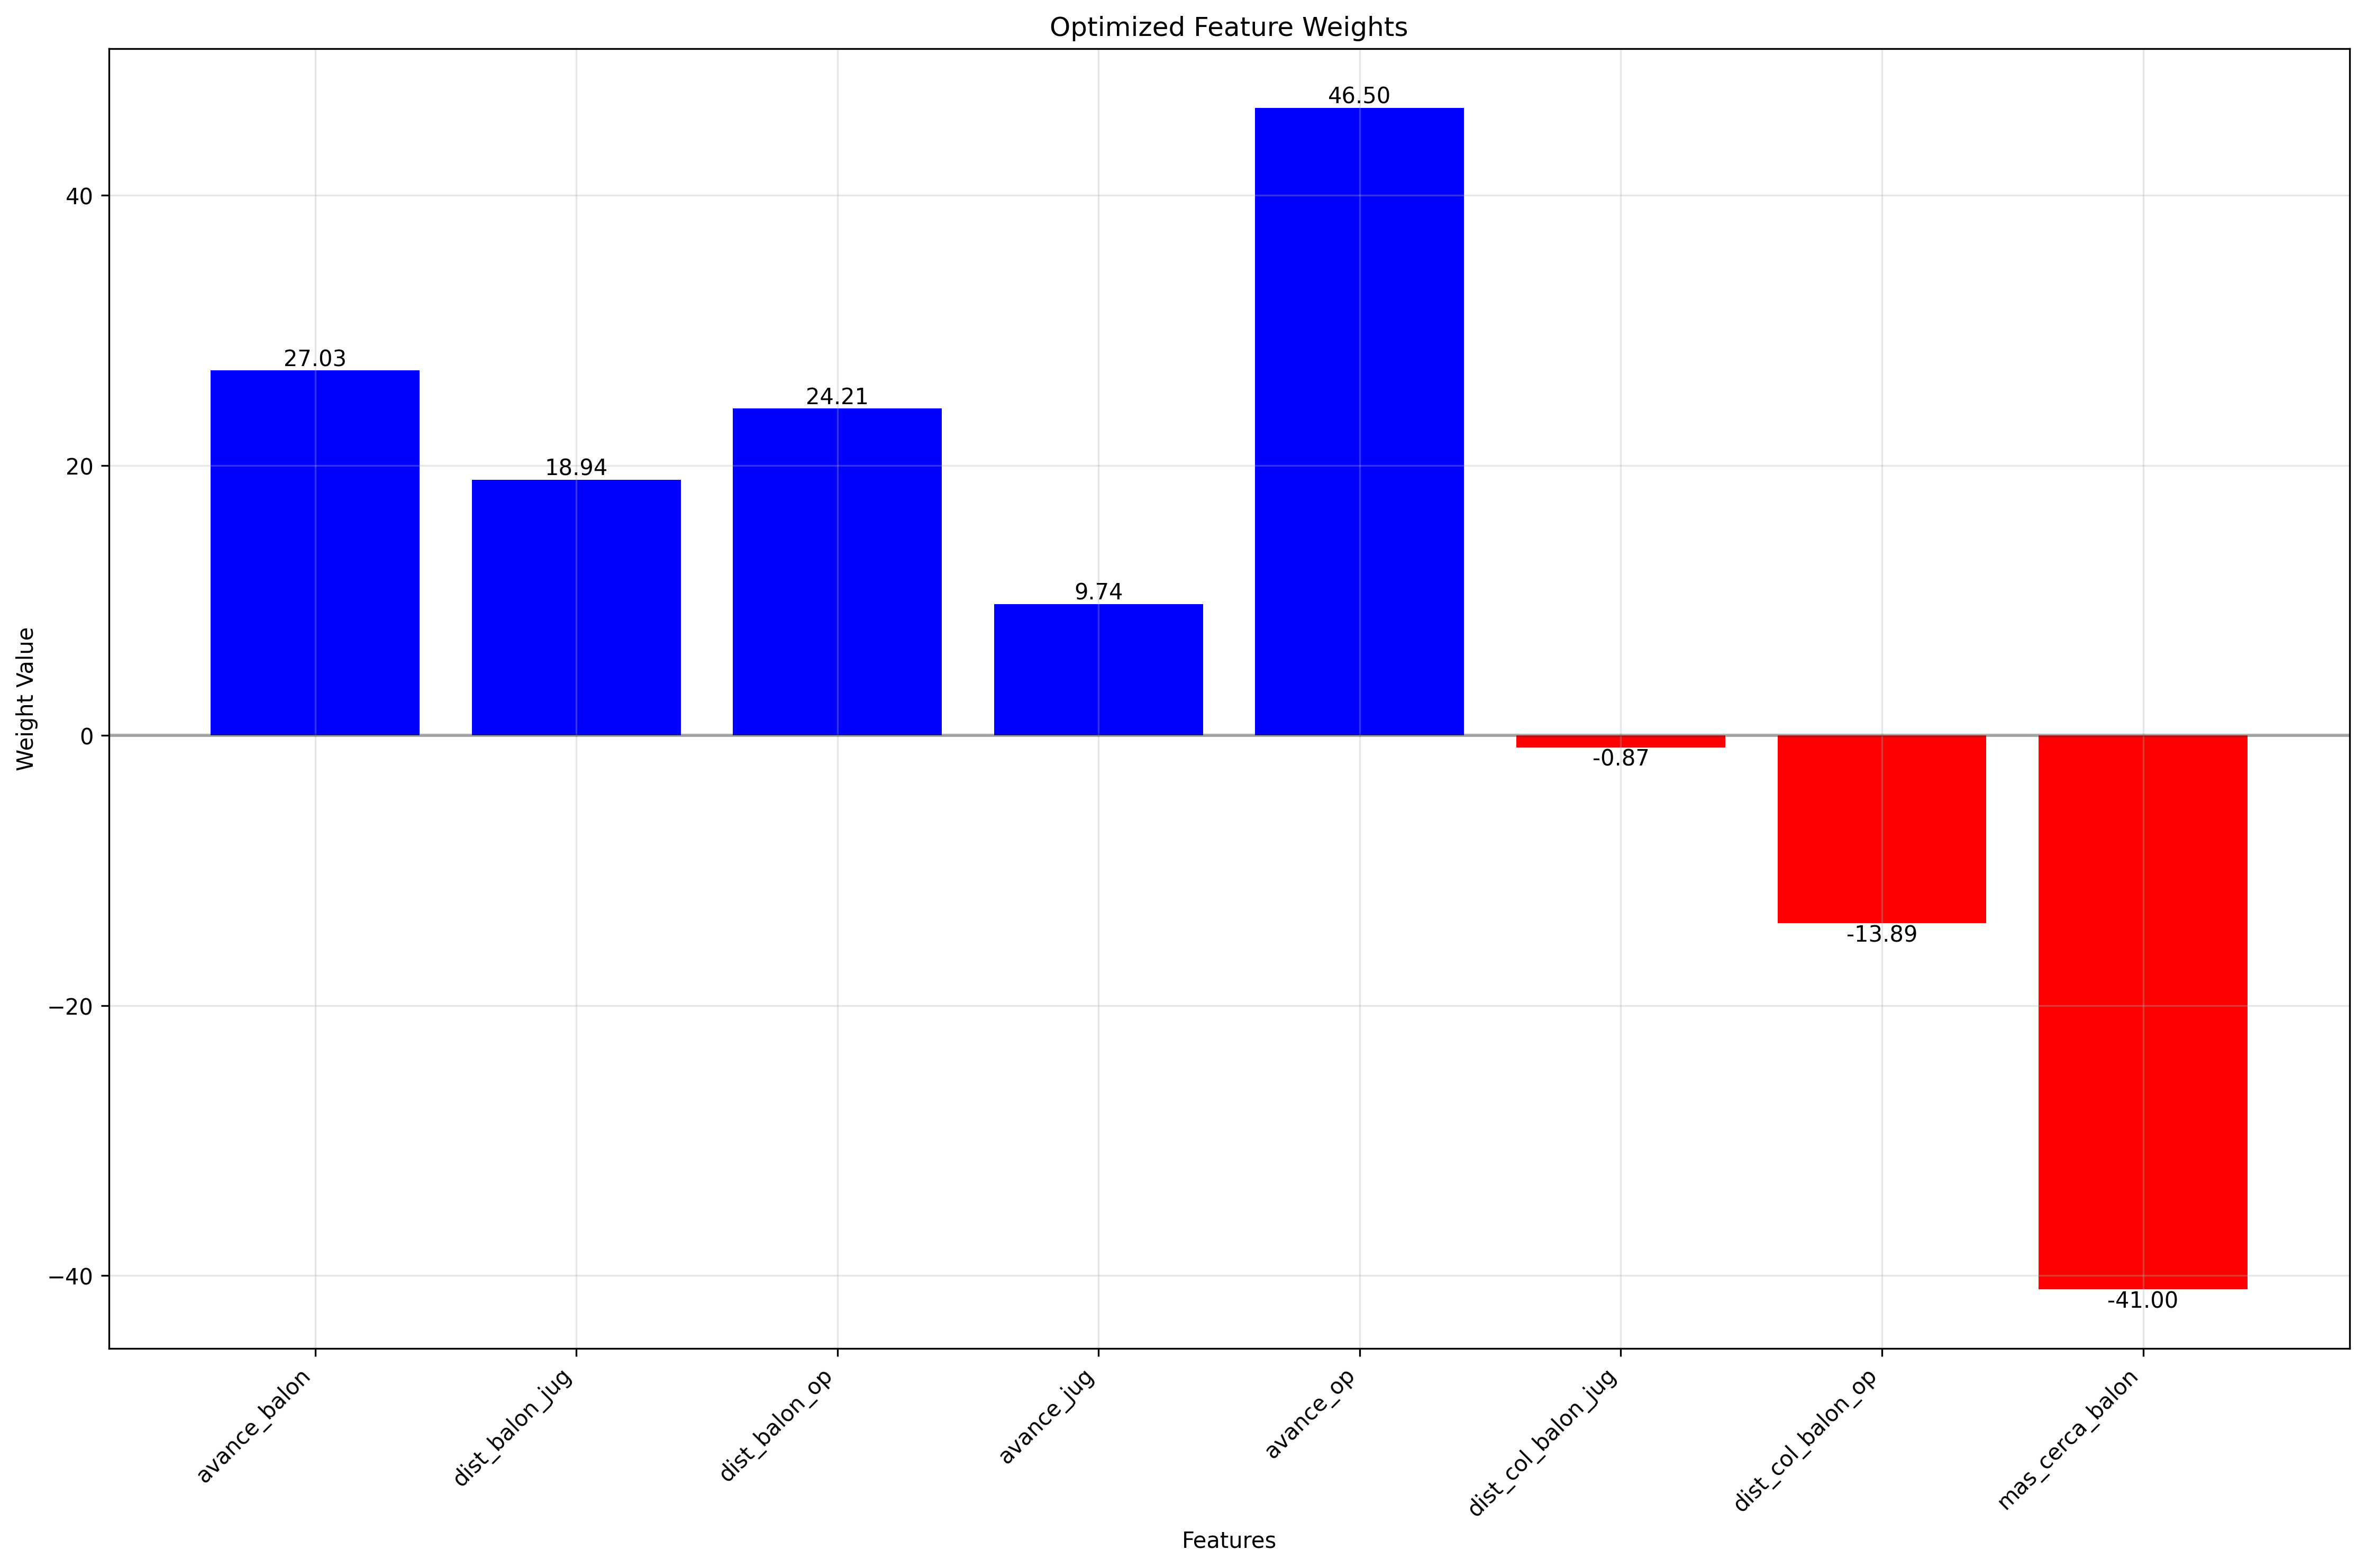 Optimized Feature Weights
46.50
40
27.03
24.21
20
18.94
9.74
Weight Value
0
-0.87
-13.89
−20
−40
-41.00
avance_balon
dist_balon_jug
dist_balon_op
avance_jug
avance_op
dist_col_balon_jug
dist_col_balon_op
mas_cerca_balon
Features